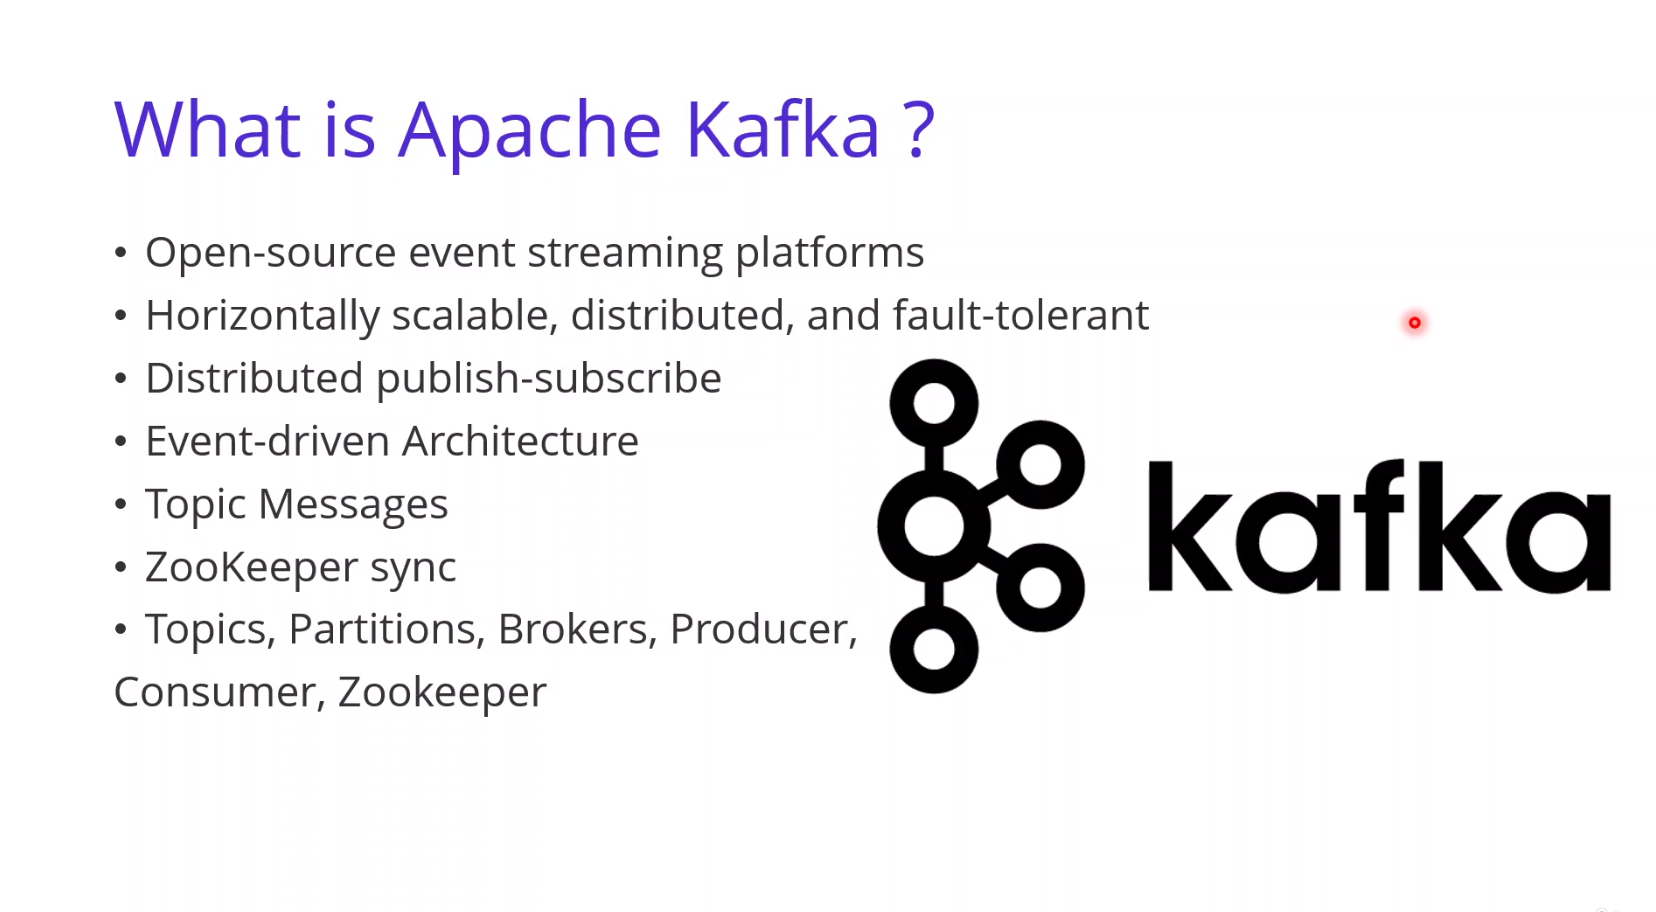 What is Apache Kafka ?
• Open-source event streaming platforms
• Horizontally scalable, distributed, and fault-tolerant
• Distributed publish-subscribe
• Event-driven Architecture
• Topic Messages
• ZooKeeper sync
• Topics, Partitions, Brokers, Producer,
Consumer, Zookeeper
kafka